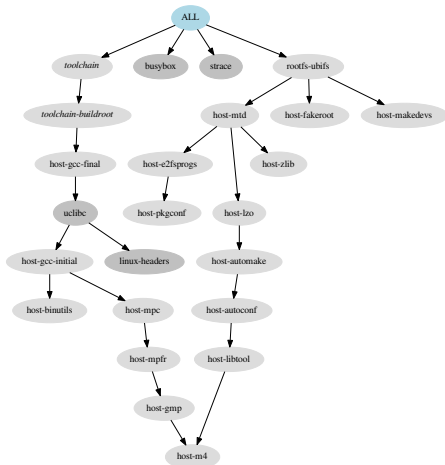 ALL
toolchain
busybox
strace
rootfs-ubifs
toolchain-buildroot
host-mtd
host-fakeroot
host-makedevs
host-gcc-final
host-e2fsprogs
host-zlib
uclibc
host-pkgconf
host-lzo
host-gcc-initial
linux-headers
host-automake
host-binutils
host-mpc
host-autoconf
host-mpfr
host-libtool
host-gmp
host-m4